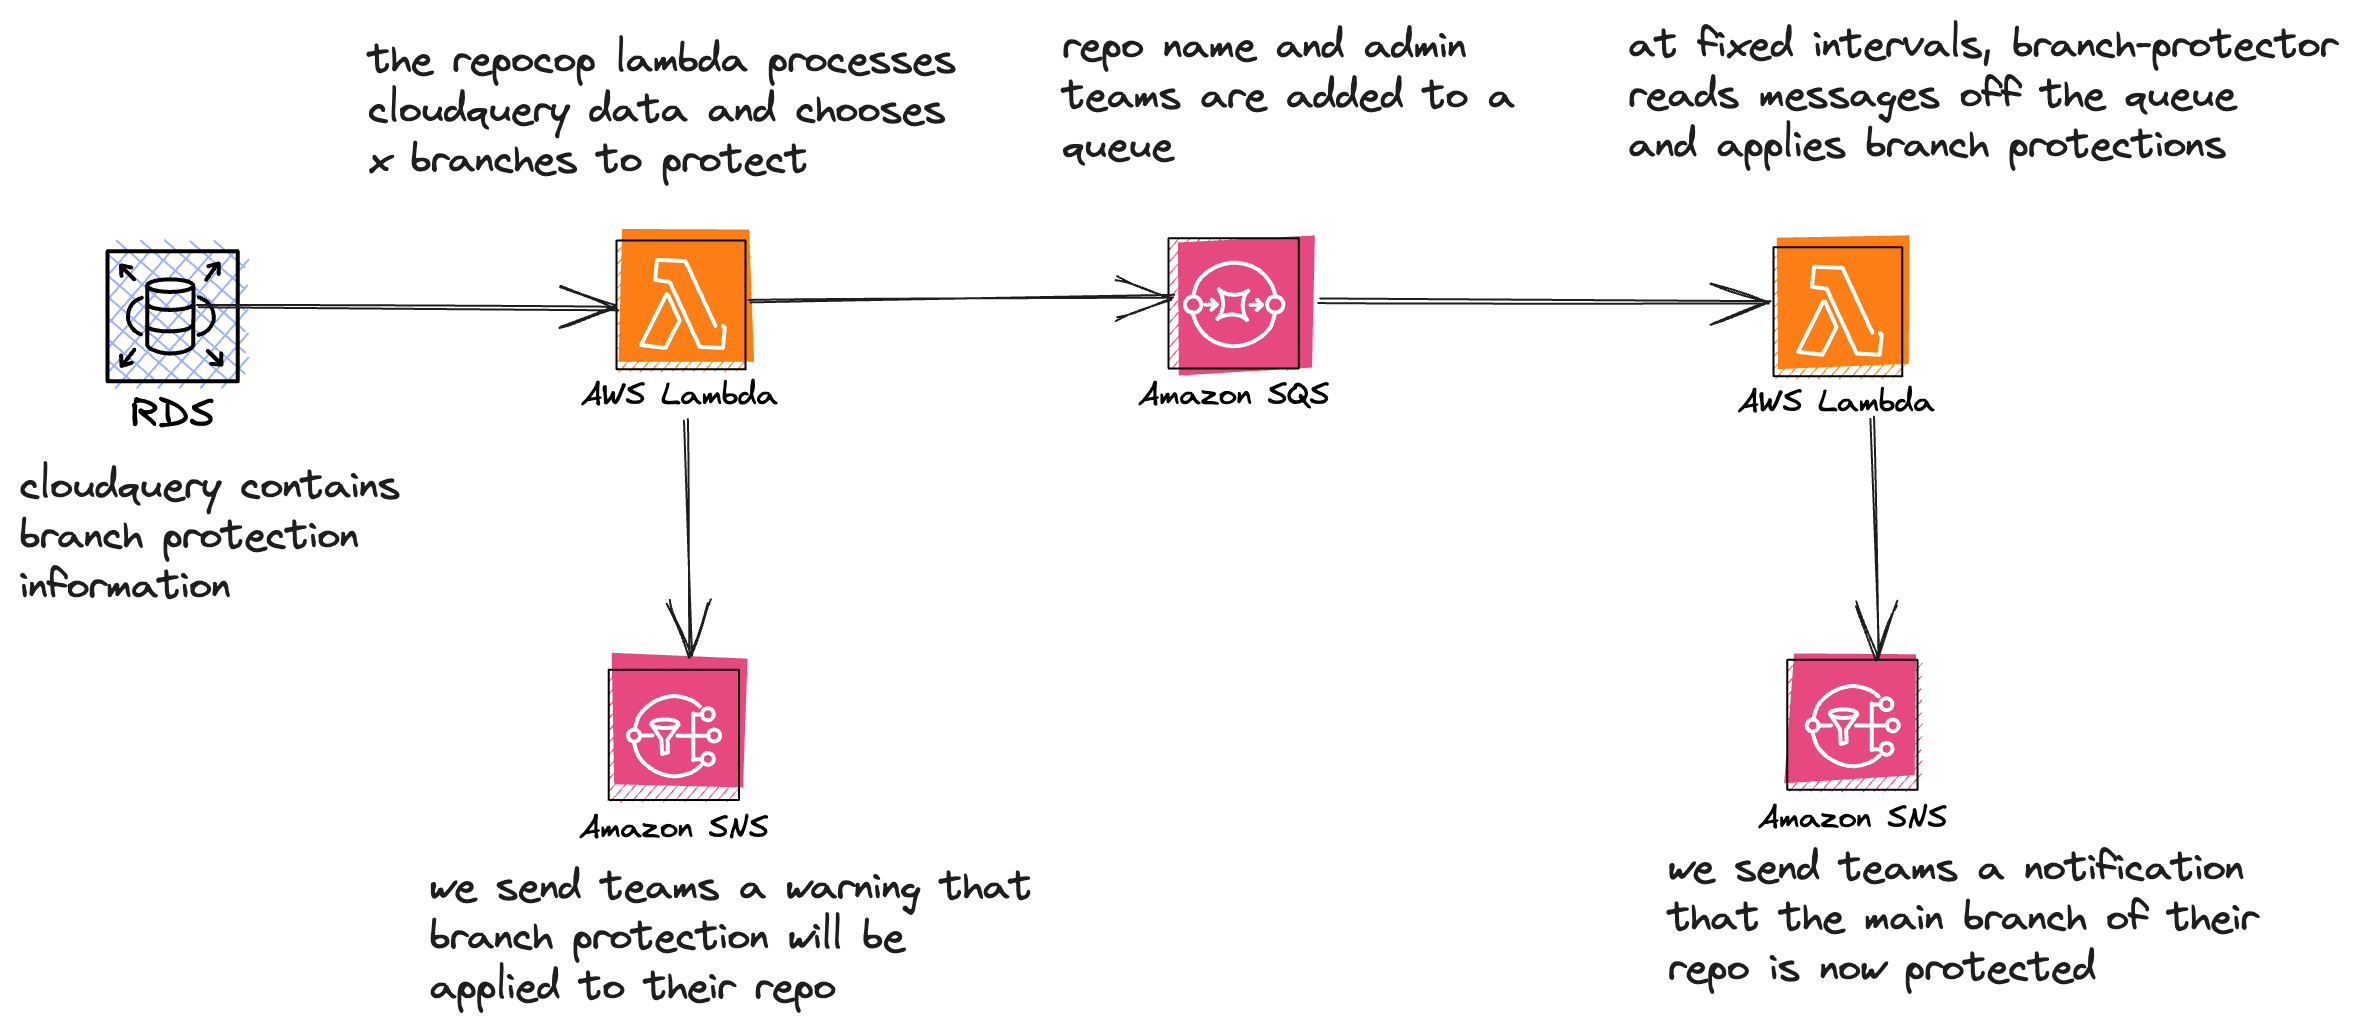 the repocop lambda processes
cloudquery data and chooses
x branches to protect
repo name and admin
teams are added to a
queue
at fixed intervals, branch-protector
reads messages off the queue
and applies branch protections
RDS
AWS Lambda
Amazon SQS
AWS Lambda
cloudquery contains
branch protection
information
Amazon SNS
we send teams a warning that
branch protection will be
applied to their repo
Amazon SNS
we send teams a notification
that the main branch of their
repo is now protected